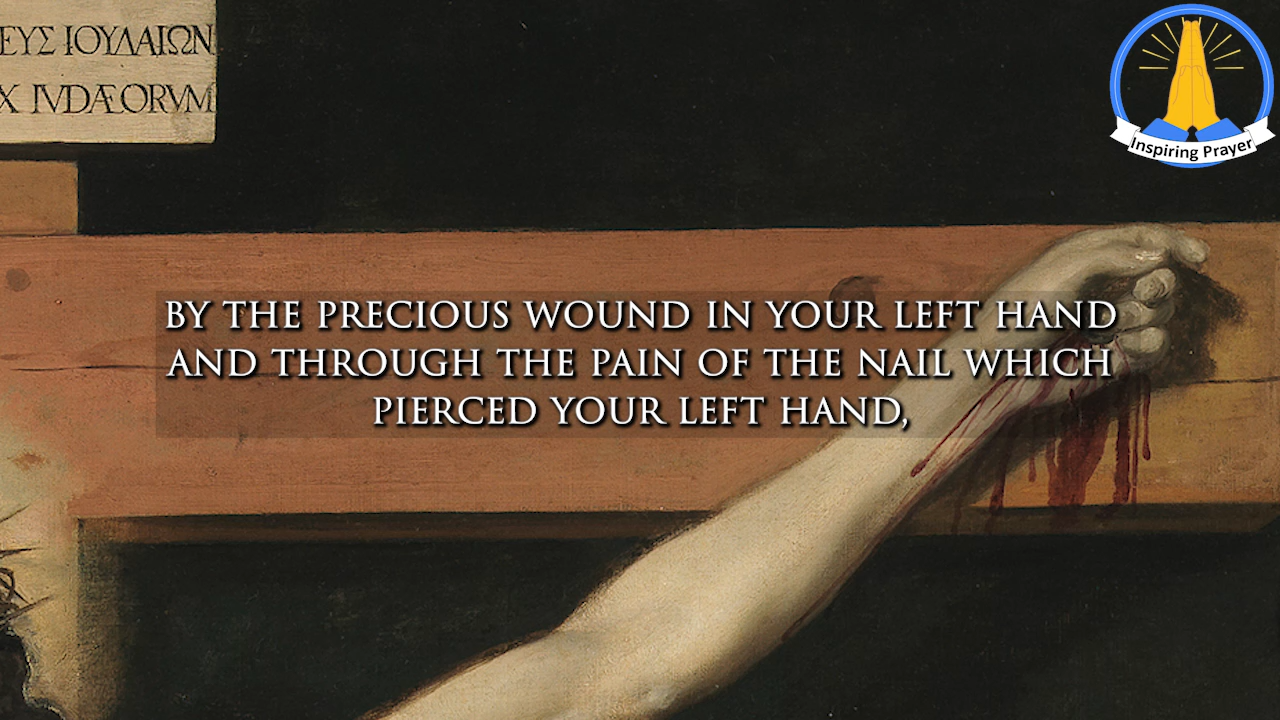 ΕΥΣ ΙΟΥΔΑΙΩΝ
X IVDÆORVM
Inspiring Prayer
BY THE PRECIOUS WOUND IN YOUR LEFT HAND
AND THROUGH THE PAIN OF THE NAIL WHICH
PIERCED YOUR LEFT HAND,